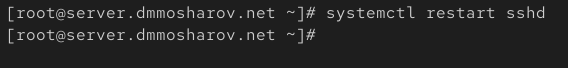 [root@server.dmmosharov.net ~]# systemctl restart sshd
[root@server.dmmosharov.net ~]#